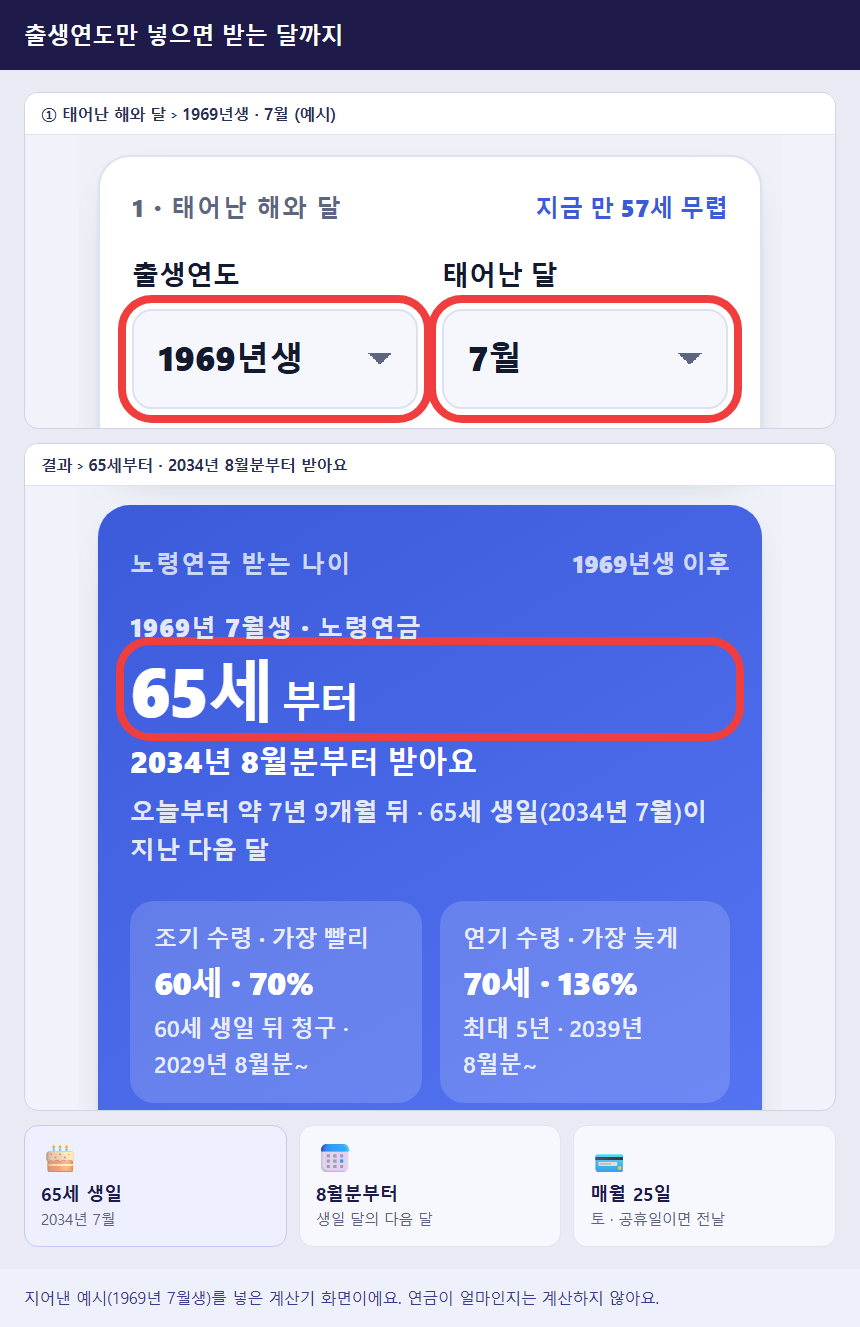 출생연도만 넣으면 받는 달까지
① 태어난 해와 달 › 1969년생 · 7월 (예시)
1 · 태어난 해와 달
지금 만 57세 무렵
출생연도
태어난 달
1969년생
7월
결과 › 65세부터 · 2034년 8월분부터 받아요
노령연금 받는 나이
1969년생 이후
1969년 7월생 · 노령연금
65세 부터
2034년 8월분부터 받아요
오늘부터 약 7년 9개월 뒤 · 65세 생일(2034년 7월)이
지난 다음 달
조기 수령 · 가장 빨리
60세 · 70%
60세 생일 뒤 청구 ·
2029년 8월분~
연기 수령 · 가장 늦게
70세 · 136%
최대 5년 · 2039년
8월분~
65세 생일
2034년 7월
8월분부터
생일 달의 다음 달
매월 25일
토 · 공휴일이면 전날
지어낸 예시(1969년 7월생)를 넣은 계산기 화면이에요. 연금이 얼마인지는 계산하지 않아요.